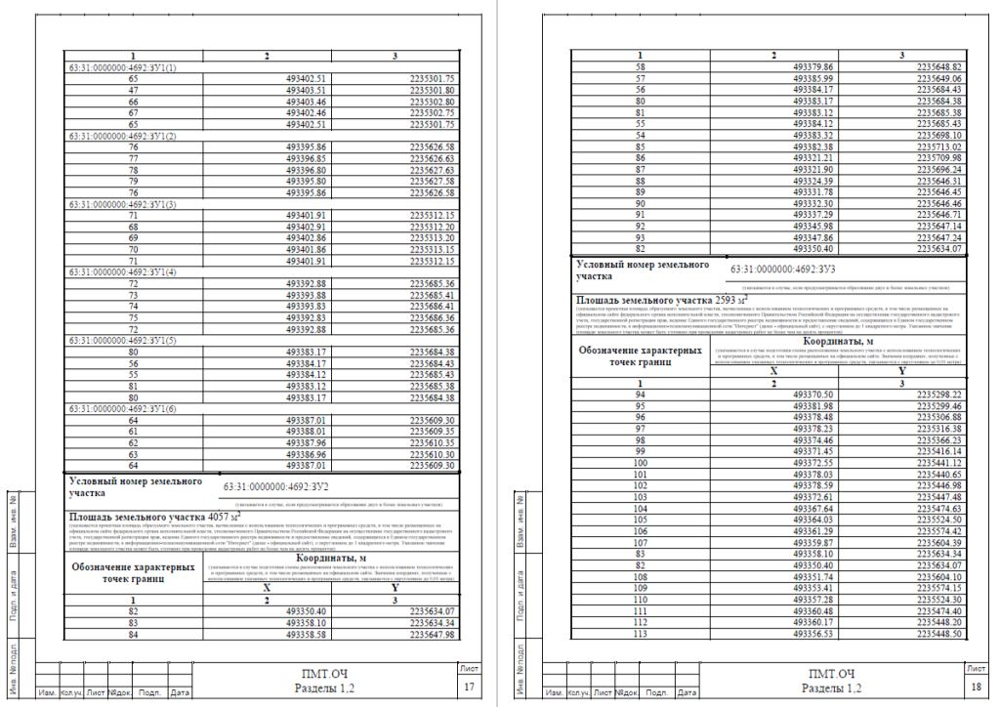 1 2 3
63:31:0000000:4692:ЗУ1(1)
65 493402.51 2235301.75
47 493403.51 2235301.80
66 493403.46 2235302.80
67 493402.46 2235302.75
65 493402.51 2235301.75
63:31:0000000:4692:ЗУ1(2)
76 493395.86 2235626.58
77 493396.85 2235626.63
78 493396.80 2235627.63
79 493395.80 2235627.58
76 493395.86 2235626.58
63:31:0000000:4692:ЗУ1(3)
71 493401.91 2235312.15
68 493402.91 2235312.20
69 493402.86 2235313.20
70 493401.86 2235313.15
71 493401.91 2235312.15
63:31:0000000:4692:ЗУ1(4)
72 493392.88 2235685.36
73 493393.88 2235685.41
74 493393.83 2235686.41
75 493392.83 2235686.36
72 493392.88 2235685.36
63:31:0000000:4692:ЗУ1(5)
80 493383.17 2235684.38
56 493384.17 2235684.43
55 493384.12 2235685.43
81 493383.12 2235685.38
80 493383.17 2235684.38
63:31:0000000:4692:ЗУ1(6)
64 493387.01 2235609.30
61 493388.01 2235609.35
62 493387.96 2235610.35
63 493386.96 2235610.30
64 493387.01 2235609.30
Условный номер земельного
участка
63:31:0000000:4692:ЗУ2
(указывается в случае, если предусматривается образование двух и более земельных участков)
Площадь земельного участка 4057 м²
Обозначение характерных
точек границ
Координаты, м
X Y
1 2 3
82 493350.40 2235634.07
83 493358.10 2235634.34
84 493358.58 2235647.98
Взам. инв. №
Подп. и дата
Инв. № подл.
Изм. Кол.уч. Лист №док. Подп. Дата
ПМТ.ОЧ
Разделы 1,2
Лист
17
1 2 3
58 493379.86 2235648.82
57 493385.99 2235649.06
56 493384.17 2235684.43
80 493383.17 2235684.38
81 493383.12 2235685.38
55 493384.12 2235685.43
54 493383.32 2235698.10
85 493382.38 2235713.02
86 493321.21 2235709.98
87 493321.90 2235696.24
88 493324.39 2235646.31
89 493331.78 2235646.45
90 493332.30 2235646.46
91 493337.29 2235646.71
92 493345.98 2235647.14
93 493347.86 2235647.24
82 493350.40 2235634.07
Условный номер земельного
участка
63:31:0000000:4692:ЗУ3
(указывается в случае, если предусматривается образование двух и более земельных участков)
Площадь земельного участка 2593 м²
Обозначение характерных
точек границ
Координаты, м
X Y
1 2 3
94 493370.50 2235298.22
95 493381.98 2235299.46
96 493378.48 2235306.88
97 493378.23 2235316.38
98 493374.46 2235366.23
99 493371.45 2235416.14
100 493372.55 2235441.12
101 493378.03 2235440.65
102 493378.59 2235446.98
103 493372.61 2235447.48
104 493367.64 2235474.63
105 493364.03 2235524.50
106 493361.29 2235574.42
107 493359.87 2235604.39
83 493358.10 2235634.34
82 493350.40 2235634.07
108 493351.74 2235604.10
109 493353.41 2235574.15
110 493357.28 2235524.30
111 493360.48 2235474.40
112 493360.17 2235448.20
113 493356.53 2235448.50
Взам. инв. №
Подп. и дата
Инв. № подл.
Изм. Кол.уч. Лист №док. Подп. Дата
ПМТ.ОЧ
Разделы 1,2
Лист
18